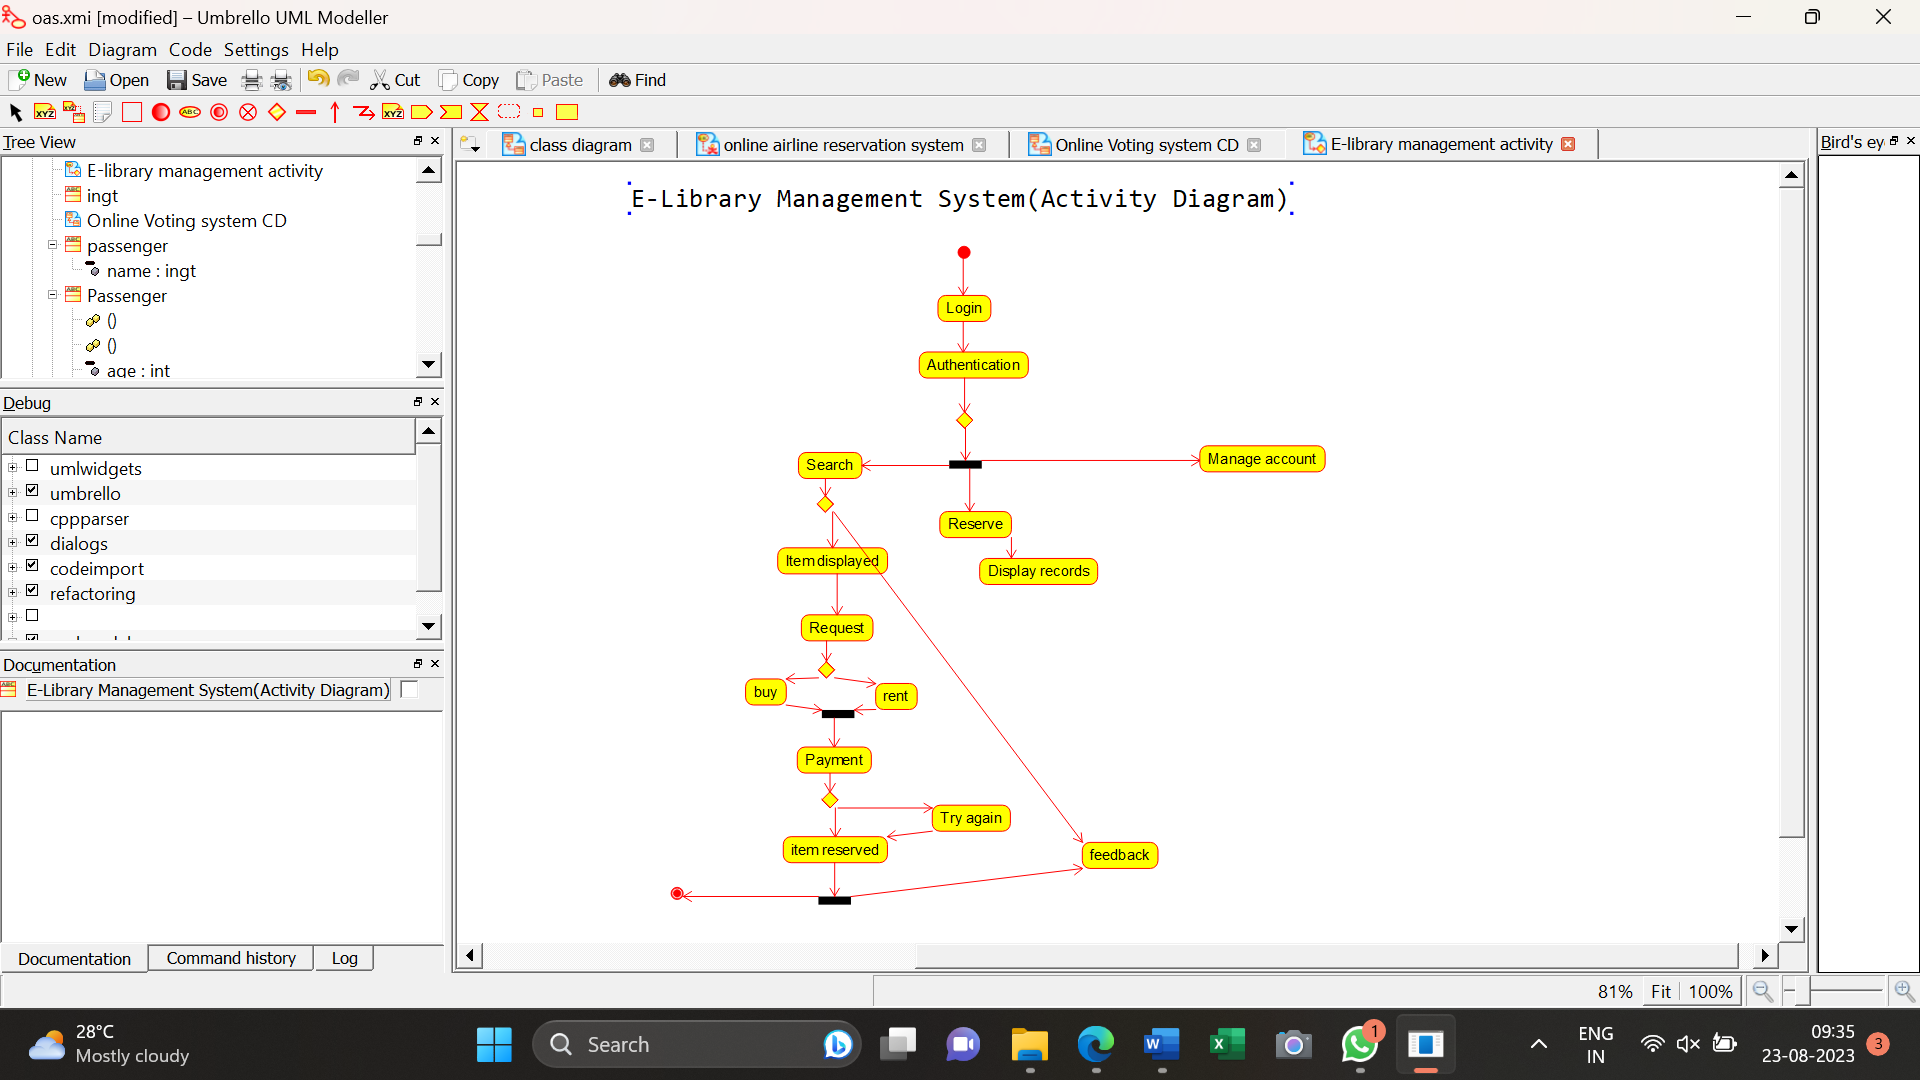 oas.xmi [modified] – Umbrello UML Modeller
File Edit Diagram Code Settings Help
New Open Save Cut Copy Paste Find
Tree View
E-library management activity
ingt
Online Voting system CD
passenger
name : ingt
Passenger
()
()
age : int
Debug
Class Name
umlwidgets
umbrello
cppparser
dialogs
codeimport
refactoring
Documentation
E-Library Management System(Activity Diagram)
Documentation Command history Log
class diagram online airline reservation system Online Voting system CD E-library management activity
E-Library Management System(Activity Diagram)
Login
Authentication
Search
Manage account
Reserve
Display records
Item displayed
Request
buy
rent
Payment
Try again
item reserved
feedback
Bird's ey
81% Fit 100%
28°C
Mostly cloudy
Search
1
ENG
IN
09:35
23-08-2023
3